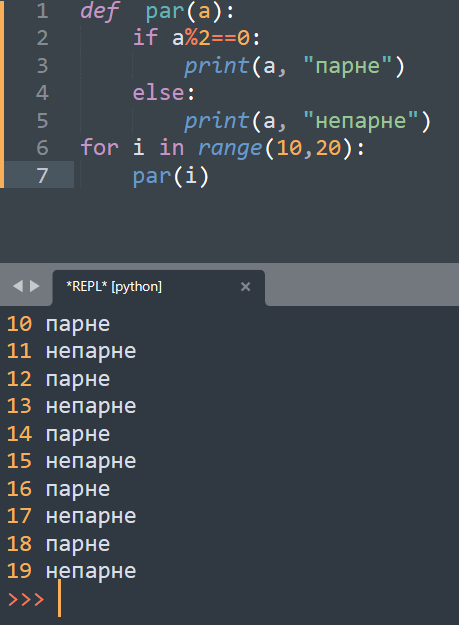 1 def  par(a):
2     if a%2==0:
3         print(a, "парне")
4     else:
5         print(a, "непарне")
6 for i in range(10,20):
7     par(i)
*REPL* [python] ×
10 парне
11 непарне
12 парне
13 непарне
14 парне
15 непарне
16 парне
17 непарне
18 парне
19 непарне
>>>